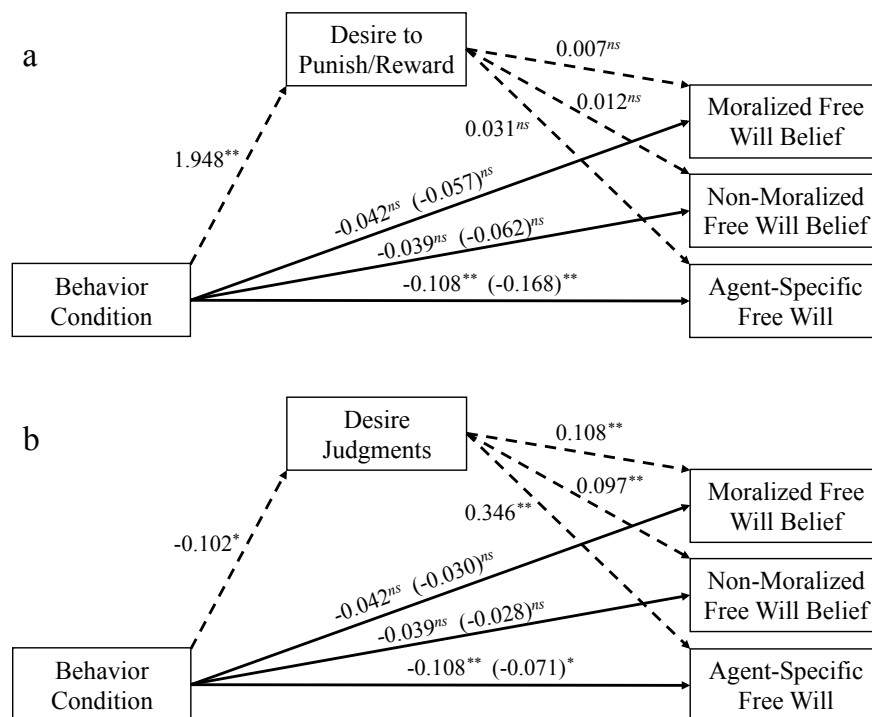 a
Desire to
Punish/Reward
0.007ns
0.012ns
0.031ns
Moralized Free
Will Belief
1.948**
-0.042ns (-0.057)ns
Non-Moralized
Free Will Belief
-0.039ns (-0.062)ns
Behavior
Condition
-0.108** (-0.168)**
Agent-Specific
Free Will
b
Desire
Judgments
0.108**
0.097**
0.346**
Moralized Free
Will Belief
-0.102*
-0.042ns (-0.030)ns
Non-Moralized
Free Will Belief
-0.039ns (-0.028)ns
Behavior
Condition
-0.108** (-0.071)*
Agent-Specific
Free Will